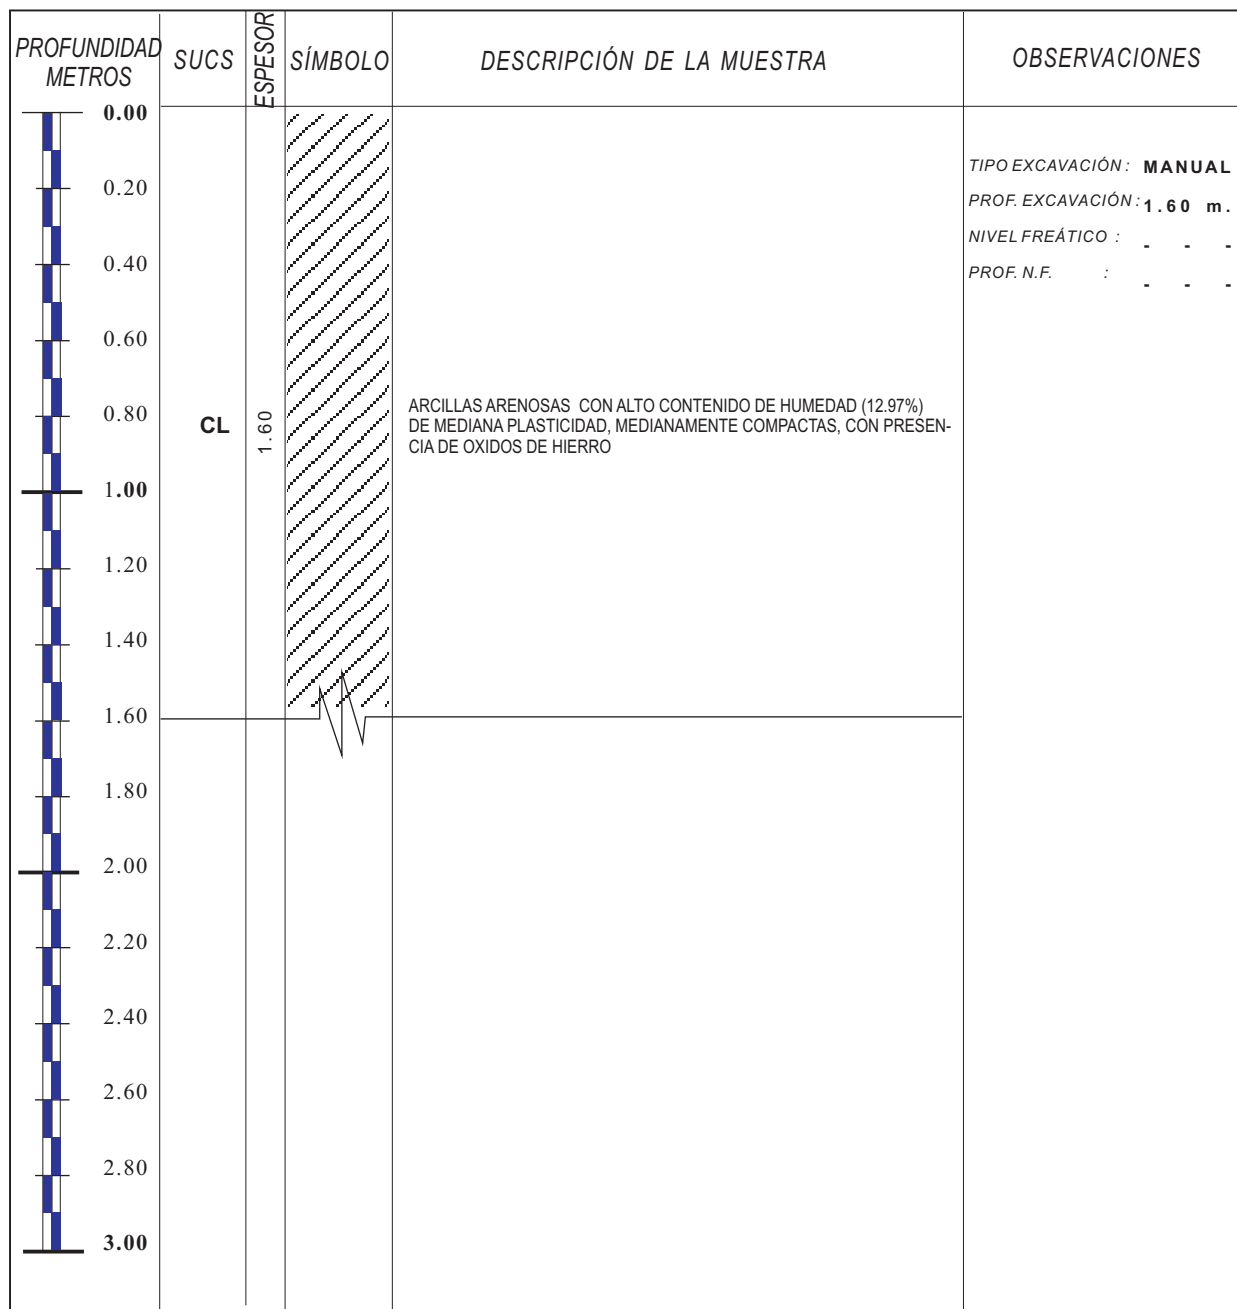 PROFUNDIDAD
METROS
SUCS
ESPESOR
SÍMBOLO
DESCRIPCIÓN DE LA MUESTRA
OBSERVACIONES
0.00
0.20
0.40
0.60
0.80
1.00
1.20
1.40
1.60
1.80
2.00
2.20
2.40
2.60
2.80
3.00
CL
1.60
ARCILLAS ARENOSAS CON ALTO CONTENIDO DE HUMEDAD (12.97%)
DE MEDIANA PLASTICIDAD, MEDIANAMENTE COMPACTAS, CON PRESEN-
CIA DE OXIDOS DE HIERRO
TIPO EXCAVACIÓN : MANUAL
PROF. EXCAVACIÓN : 1.60 m.
NIVEL FREÁTICO : - - -
PROF. N.F. : - - -